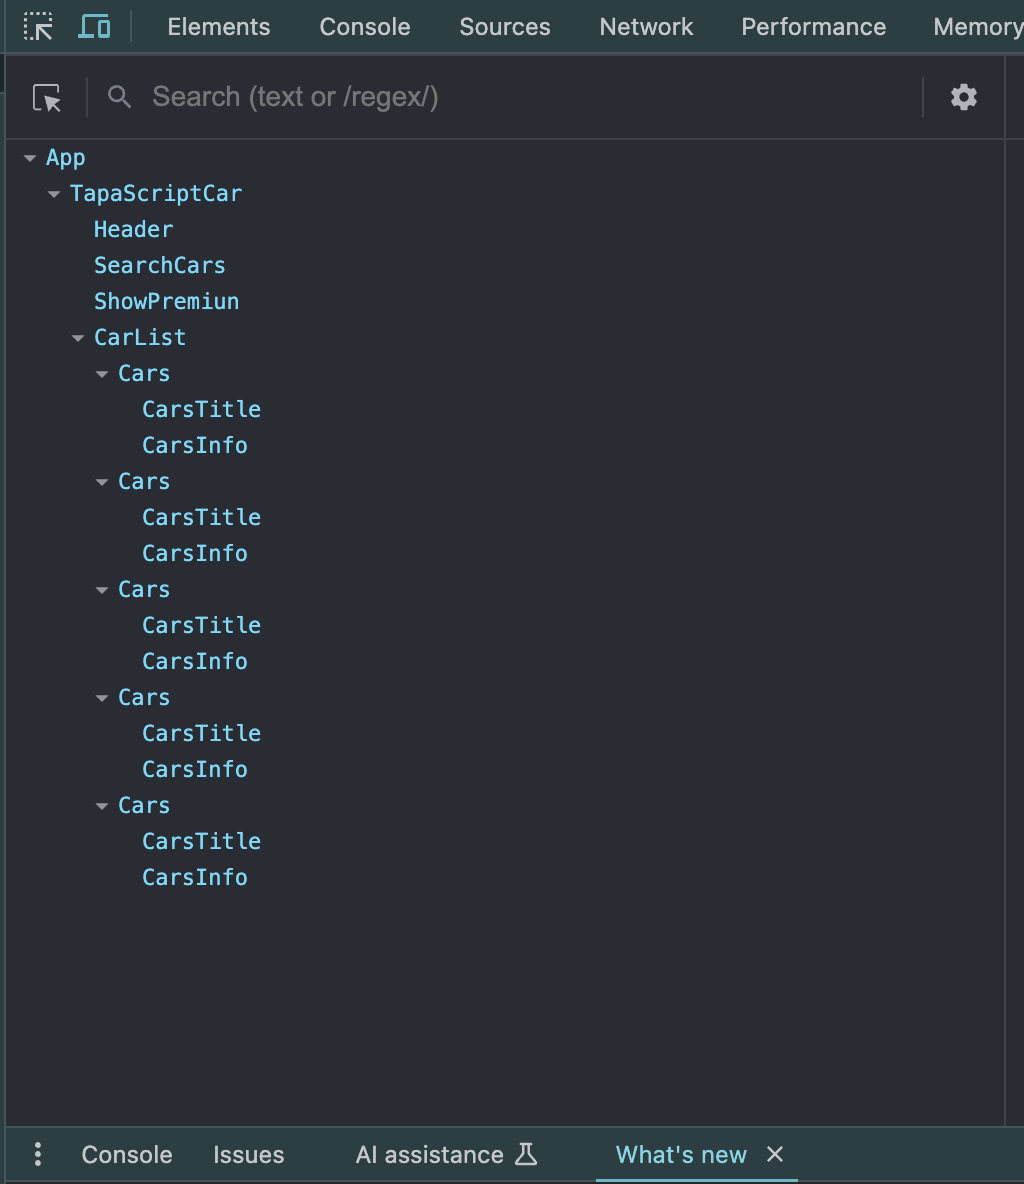 Elements Console Sources Network Performance Memory
Search (text or /regex/)
App
TapaScriptCar
Header
SearchCars
ShowPremiun
CarList
Cars
CarsTitle
CarsInfo
Cars
CarsTitle
CarsInfo
Cars
CarsTitle
CarsInfo
Cars
CarsTitle
CarsInfo
Cars
CarsTitle
CarsInfo
Console Issues AI assistance What's new